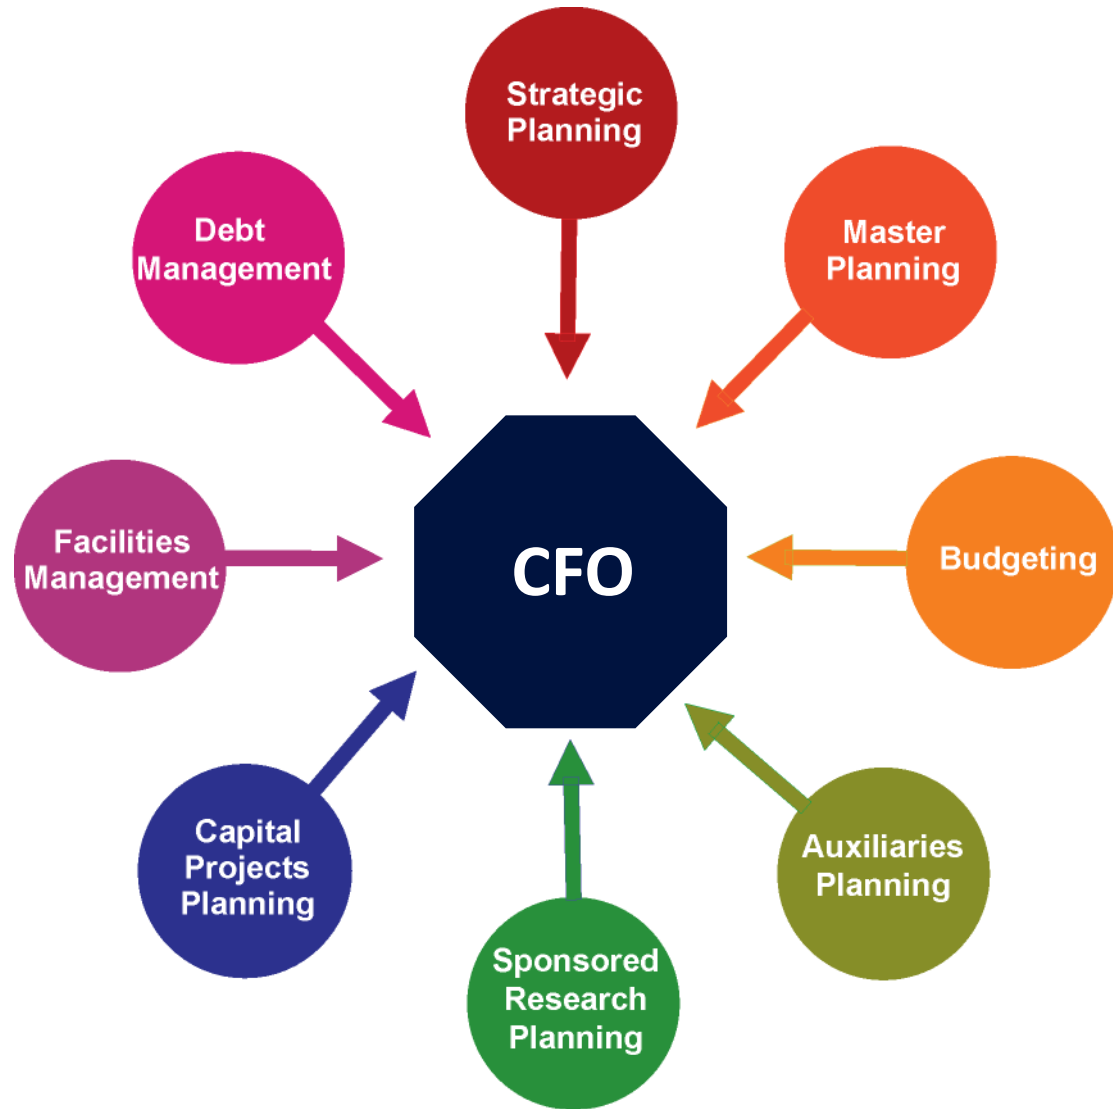 Strategic
Planning
Debt
Management
Master
Planning
Facilities
Management
CFO
Budgeting
Capital
Projects
Planning
Auxiliaries
Planning
Sponsored
Research
Planning